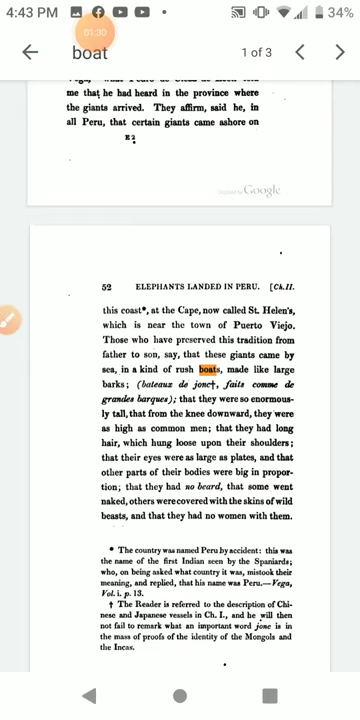 4:43 PM
34%
01:30
boat
1 of 3
me that he had heard in the province where
the giants arrived. They affirm, said he, in
all Peru, that certain giants came ashore on
E 2
Google
52 ELEPHANTS LANDED IN PERU. [Ch. II.
this coast*, at the Cape, now called St. Helen's,
which is near the town of Puerto Viejo.
Those who have preserved this tradition from
father to son, say, that these giants came by
sea, in a kind of rush boats, made like large
barks; (bateaux de jonc†, faits comme de
grandes barques); that they were so enormous-
ly tall, that from the knee downward, they were
as high as common men; that they had long
hair, which hung loose upon their shoulders;
that their eyes were as large as plates, and that
other parts of their bodies were big in propor-
tion; that they had no beard, that some went
naked, others were covered with the skins of wild
beasts, and that they had no women with them.
* The country was named Peru by accident: this was
the name of the first Indian seen by the Spaniards;
who, on being asked what country it was, mistook their
meaning, and replied, that his name was Peru.—Vega,
Vol. i. p. 13.
† The Reader is referred to the description of Chi-
nese and Japanese vessels in Ch. I., and he will then
not fail to remark what an important word jonc is in
the mass of proofs of the identity of the Mongols and
the Incas.